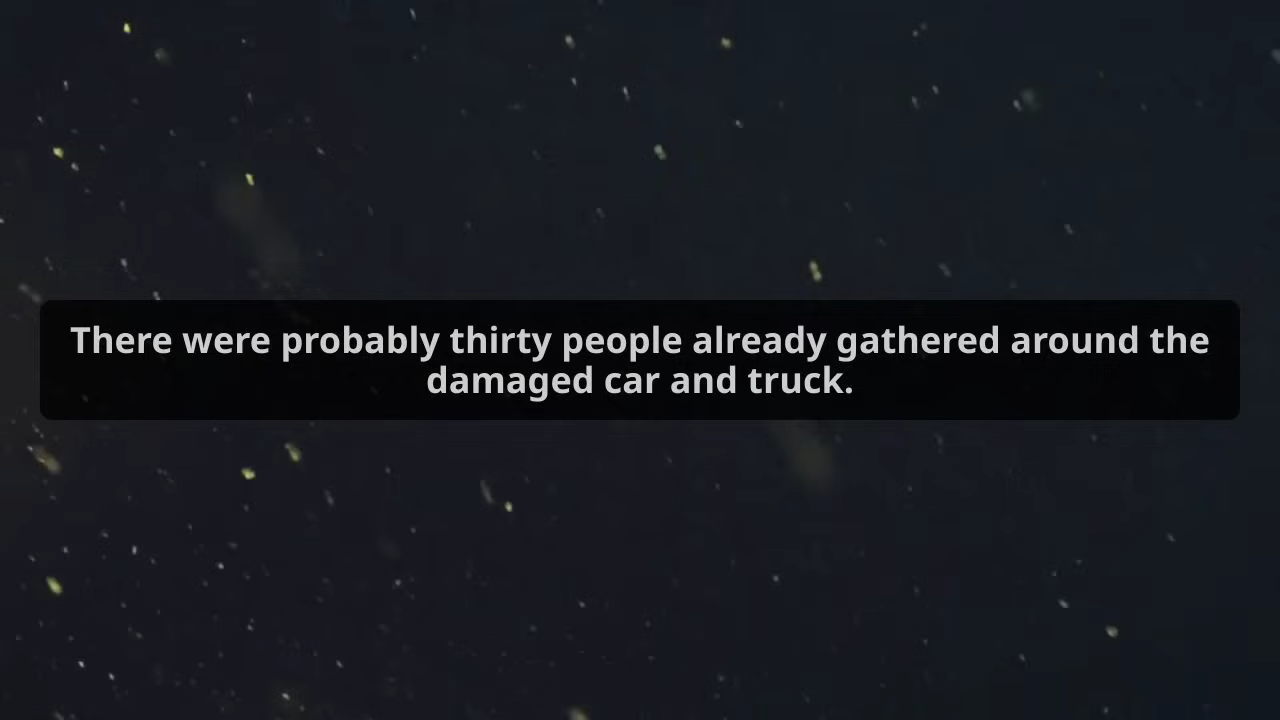 There were probably thirty people already gathered around the
damaged car and truck.